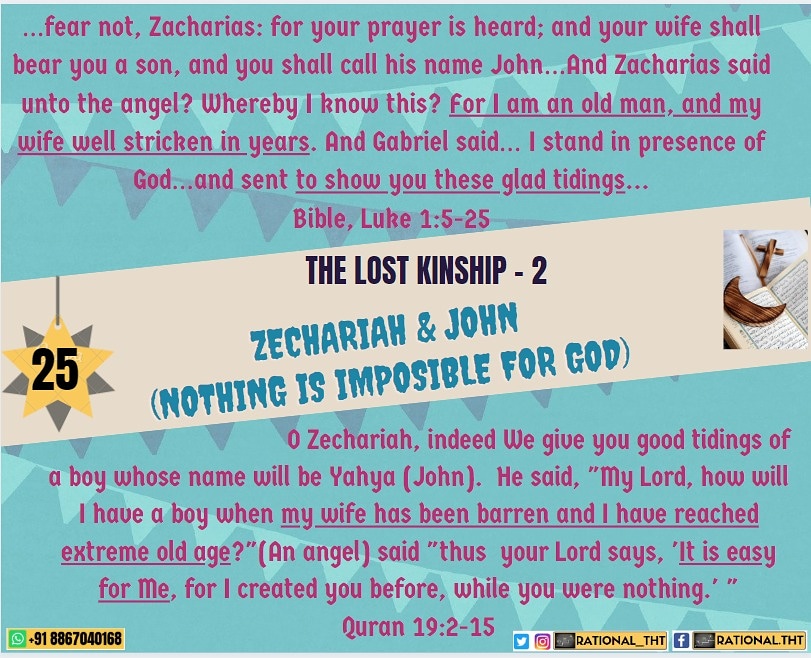 ...fear not, Zacharias: for your prayer is heard; and your wife shall
bear you a son, and you shall call his name John...And Zacharias said
unto the angel? Whereby I know this? For I am an old man, and my
wife well stricken in years. And Gabriel said... I stand in presence of
God...and sent to show you these glad tidings...
Bible, Luke 1:5-25
THE LOST KINSHIP - 2
25
ZECHARIAH & JOHN
(NOTHING IS IMPOSIBLE FOR GOD)
O Zechariah, indeed We give you good tidings of
a boy whose name will be Yahya (John). He said, "My Lord, how will
I have a boy when my wife has been barren and I have reached
extreme old age?"(An angel) said "thus your Lord says, 'It is easy
for Me, for I created you before, while you were nothing.' "
Quran 19:2-15
+91 8867040168
RATIONAL_THT
RATIONAL.THT